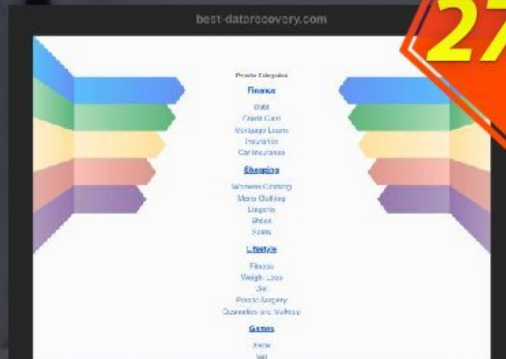 best-datarecovery.com
27
Popular Categories
Finance
Debt
Credit Card
Mortgage Loans
Insurance
Car Insurance
Shopping
Womens Clothing
Mens Clothing
Lingerie
Shoes
Lifestyle
Fitness
Weight Loss
Diet
Plastic Surgery
Cosmetics and Makeup
Games